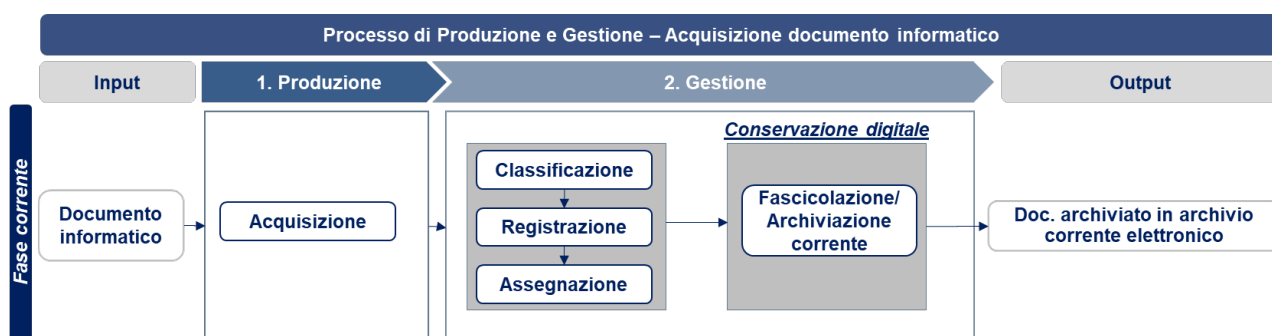 Processo di Produzione e Gestione – Acquisizione documento informatico
Input
1. Produzione
2. Gestione
Output
Fase corrente
Documento
informatico
Acquisizione
Classificazione
Registrazione
Assegnazione
Conservazione digitale
Fascicolazione/
Archiviazione
corrente
Doc. archiviato in archivio
corrente elettronico